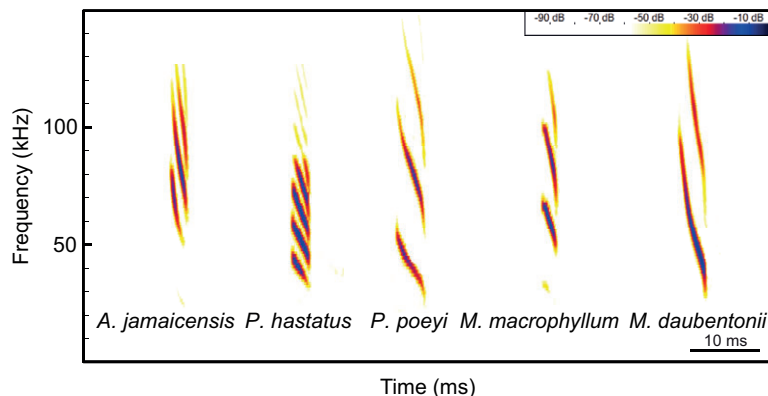 -90 dB -70 dB -50 dB -30 dB -10 dB
Frequency (kHz)
100
50
A. jamaicensis P. hastatus P. poeyi M. macrophyllum M. daubentonii
10 ms
Time (ms)